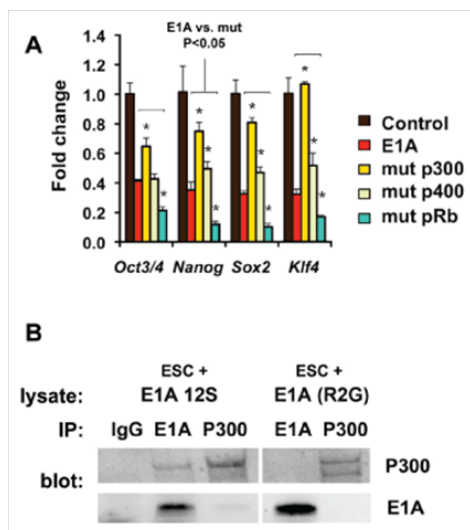 A
E1A vs. mut
P<0.05
Fold change
1.4
1.2
1.0
0.8
0.6
0.4
0.2
0.0
* * * * * * * * * *
Control
E1A
mut p300
mut p400
mut pRb
Oct3/4 Nanog Sox2 Klf4
B
ESC + ESC +
lysate: E1A 12S E1A (R2G)
IP: IgG E1A P300 E1A P300
blot:
P300
E1A